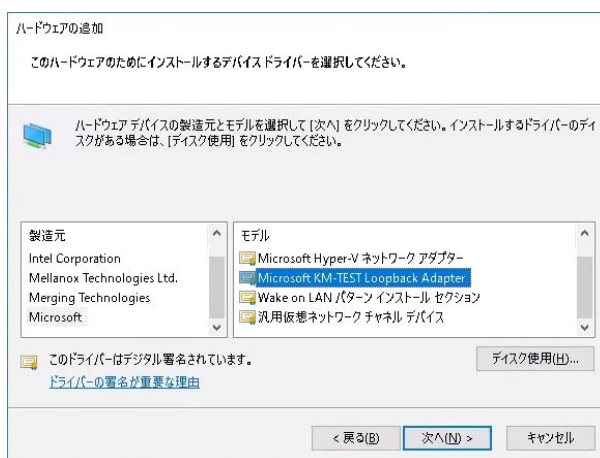 ハードウェアの追加
このハードウェアのためにインストールするデバイス ドライバーを選択してください。
ハードウェア デバイスの製造元とモデルを選択して [次へ] をクリックしてください。インストールするドライバーのディ
スクがある場合は、[ディスク使用] をクリックしてください。
製造元
Intel Corporation
Mellanox Technologies Ltd.
Merging Technologies
Microsoft
モデル
Microsoft Hyper-V ネットワーク アダプター
Microsoft KM-TEST Loopback Adapter
Wake on LAN パターン インストール セクション
汎用仮想ネットワーク チャネル デバイス
このドライバーはデジタル署名されています。
ドライバーの署名が重要な理由
ディスク使用(H)...
< 戻る(B)
次へ(N) >
キャンセル